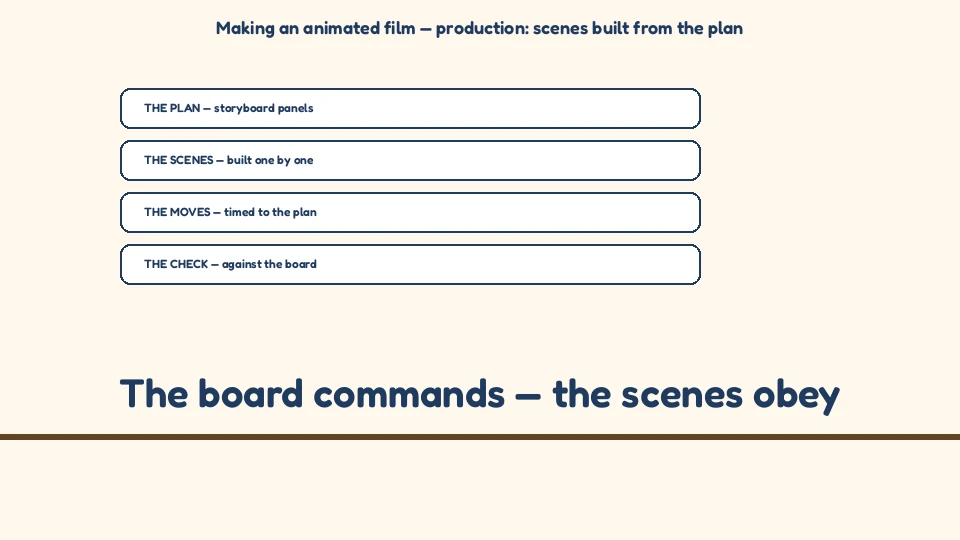 Making an animated film — production: scenes built from the plan
THE PLAN — storyboard panels
THE SCENES — built one by one
THE MOVES — timed to the plan
THE CHECK — against the board
The board commands — the scenes obey